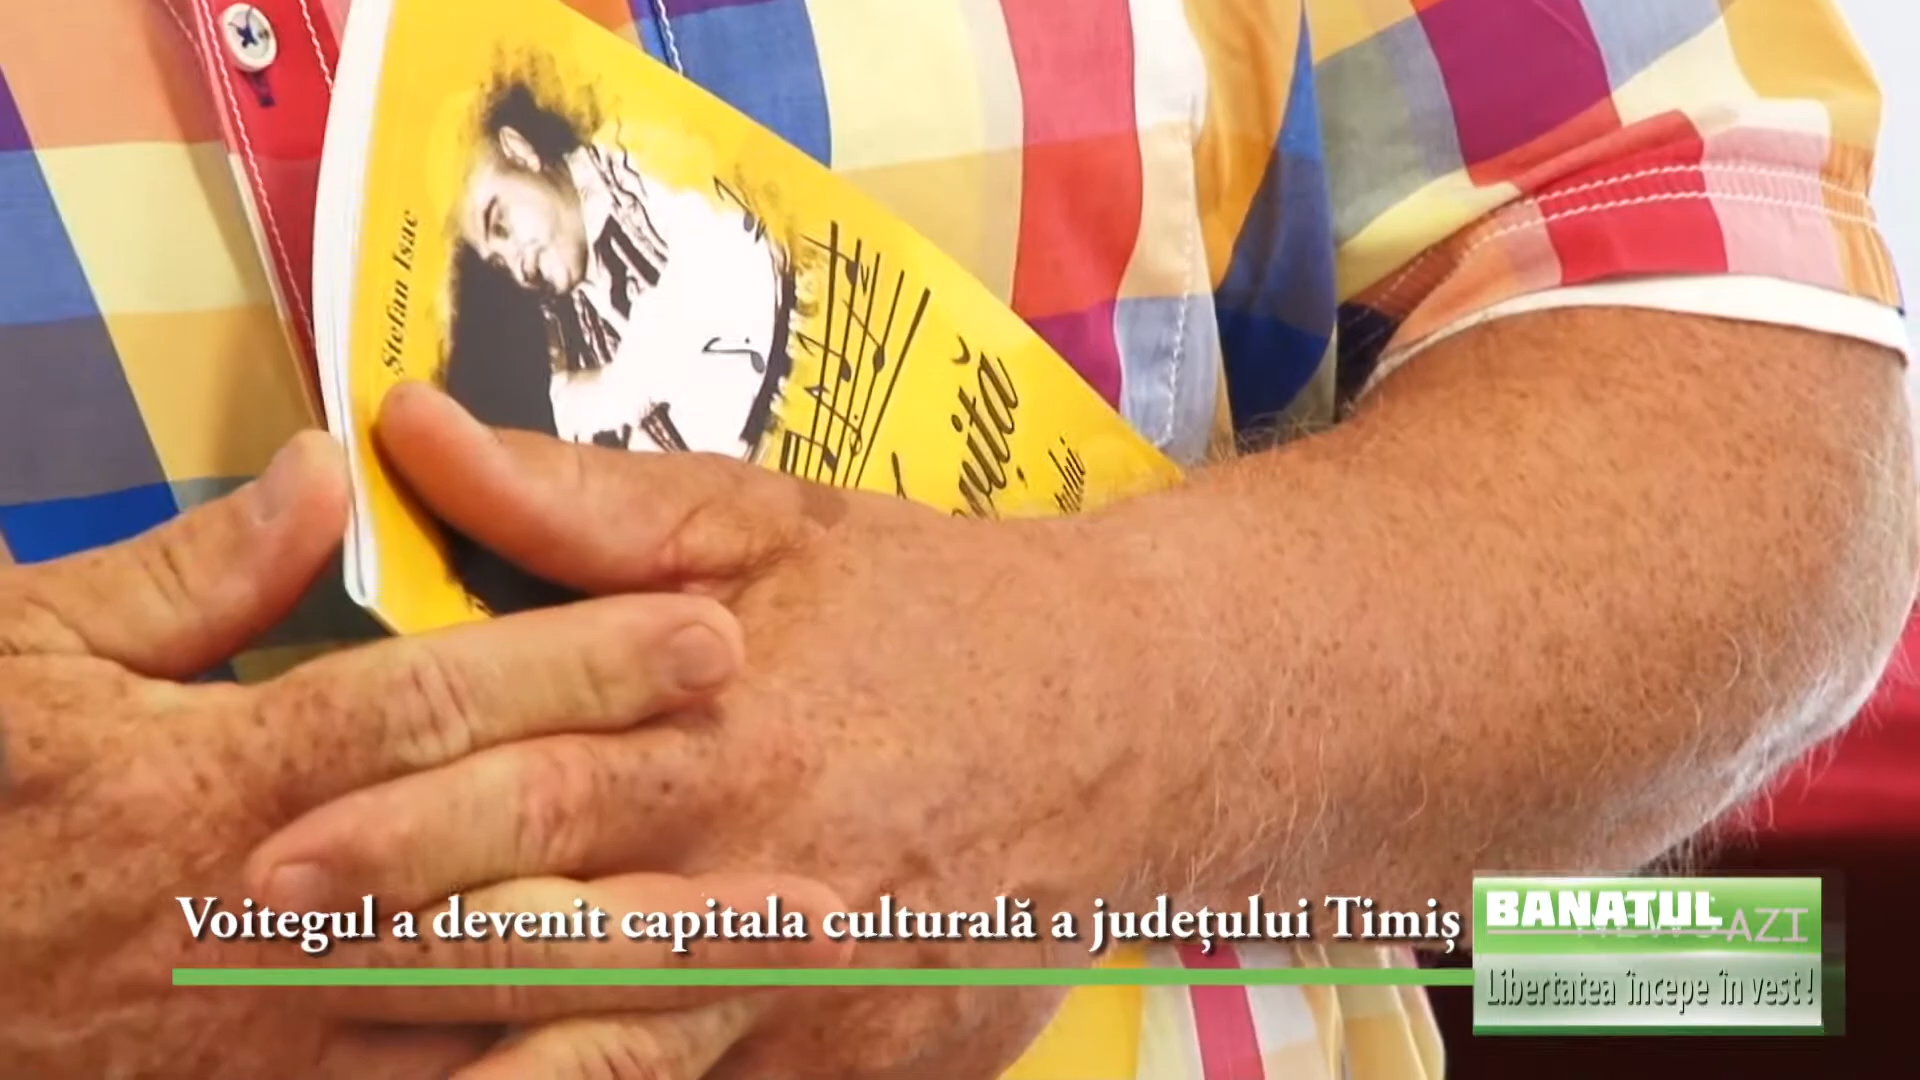 Ștefan Isac
Voitegul a devenit capitala culturală a județului Timiș
BANATUL
AZI
Libertatea începe în vest!